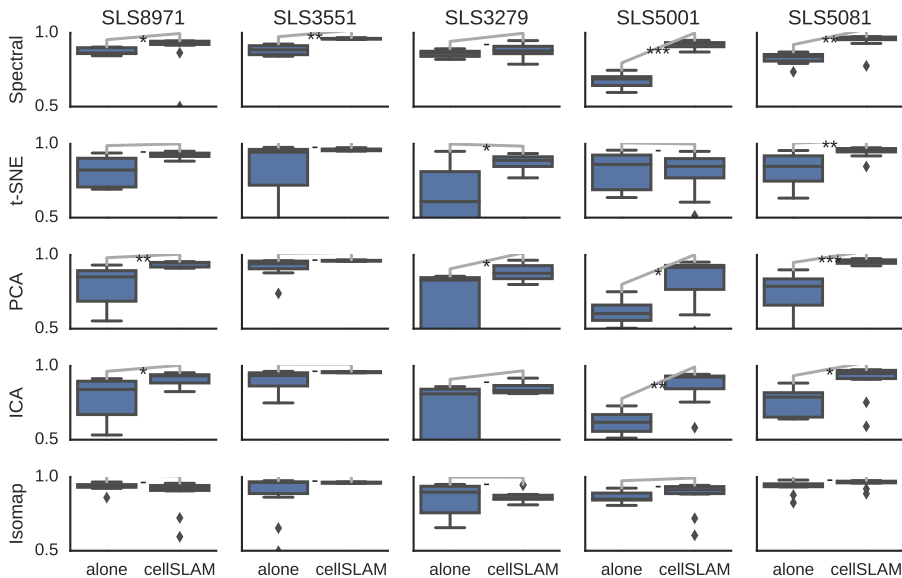 SLS8971 SLS3551 SLS3279 SLS5001 SLS5081
Spectral 1.0 0.5 * ** - *** **
t-SNE 1.0 0.5 - - * - **
PCA 1.0 0.5 ** - * * ***
ICA 1.0 0.5 * - - ** *
Isomap 1.0 0.5 - - - - -
alone cellSLAM alone cellSLAM alone cellSLAM alone cellSLAM alone cellSLAM